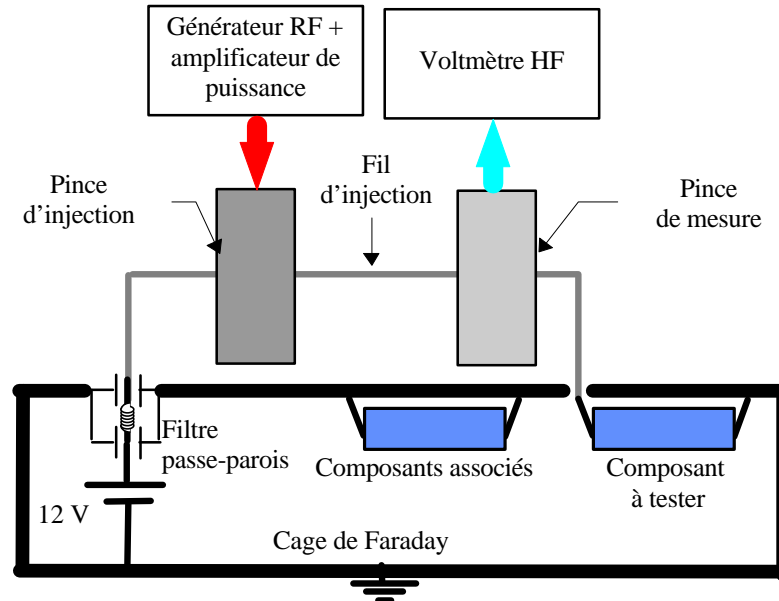 Générateur RF +
amplificateur de
puissance
Voltmètre HF
Pince
d’injection
Fil
d’injection
Pince
de mesure
Filtre
passe-parois
Composants associés
Composant
à tester
12 V
Cage de Faraday